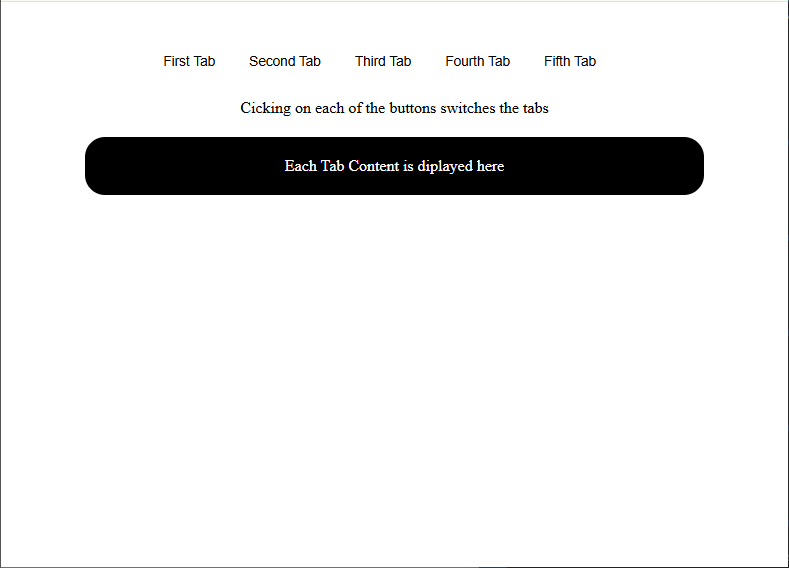 First Tab Second Tab Third Tab Fourth Tab Fifth Tab
Cicking on each of the buttons switches the tabs
Each Tab Content is diplayed here